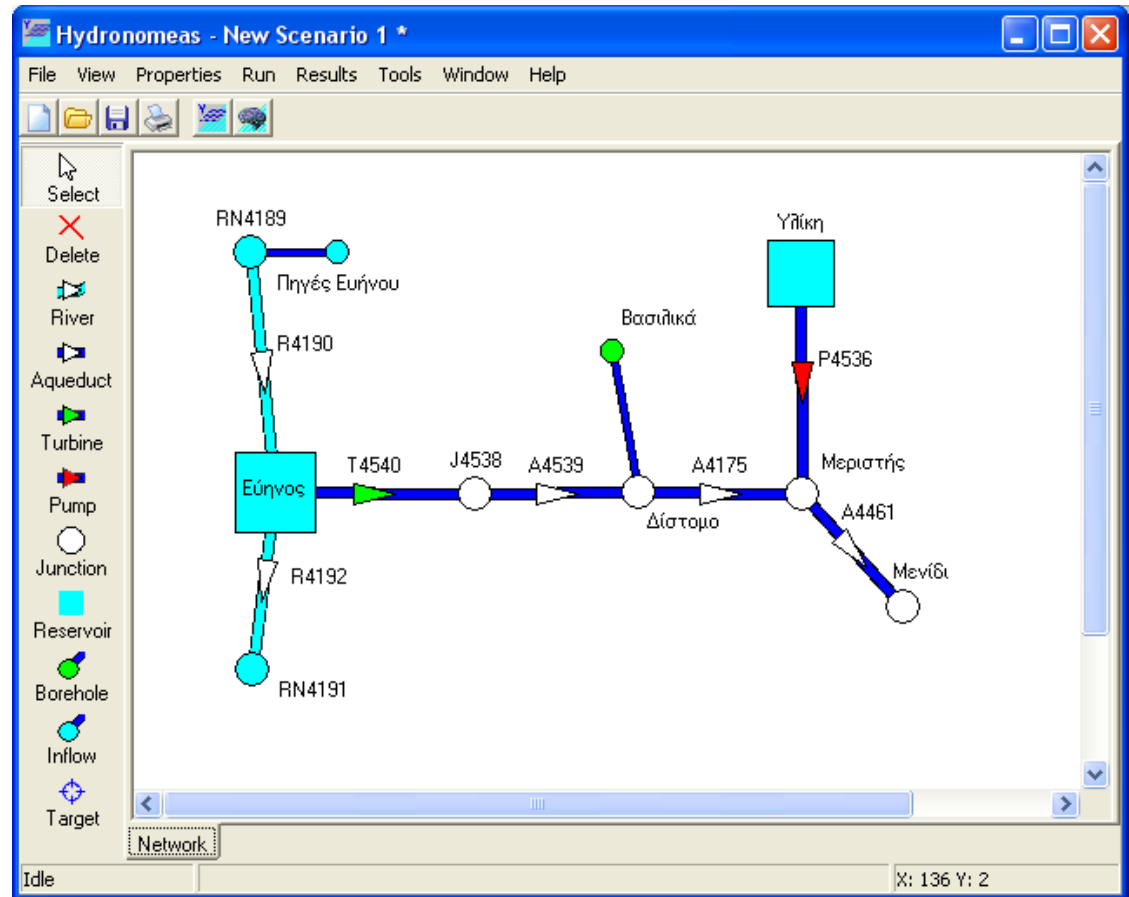 Hydronomeas - New Scenario 1 *
File View Properties Run Results Tools Window Help
Select
Delete
River
Aqueduct
Turbine
Pump
Junction
Reservoir
Borehole
Inflow
Target
RN4189
Πηγές Ευήνου
R4190
Υλίκη
Βασιλικά
P4536
Εύηνος
T4540
J4538
A4539
A4175
Μεριστής
Δίστομο
A4461
Μενίδι
R4192
RN4191
Network
Idle
X: 136 Y: 2